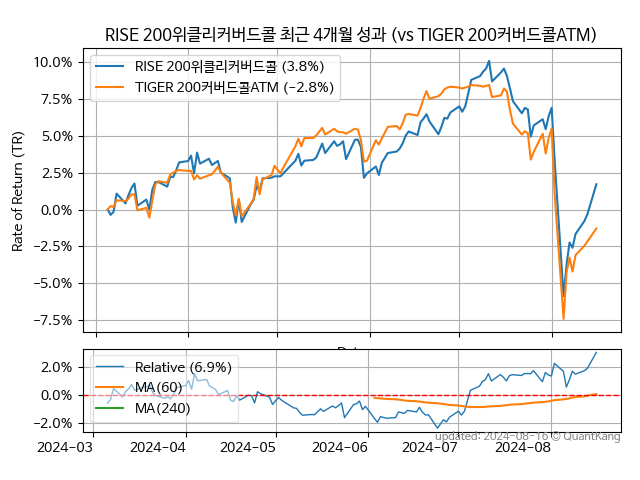 RISE 200위클리커버드콜 최근 4개월 성과 (vs TIGER 200커버드콜ATM)
RISE 200위클리커버드콜 (3.8%)
TIGER 200커버드콜ATM (−2.8%)
10.0%
7.5%
5.0%
2.5%
0.0%
−2.5%
−5.0%
−7.5%
Rate of Return (TR)
Relative (6.9%)
MA(60)
MA(240)
2.0%
0.0%
−2.0%
2024−03
2024−04
2024−05
2024−06
2024−07
2024−08
updated: 2024−08−16 © QuantKang